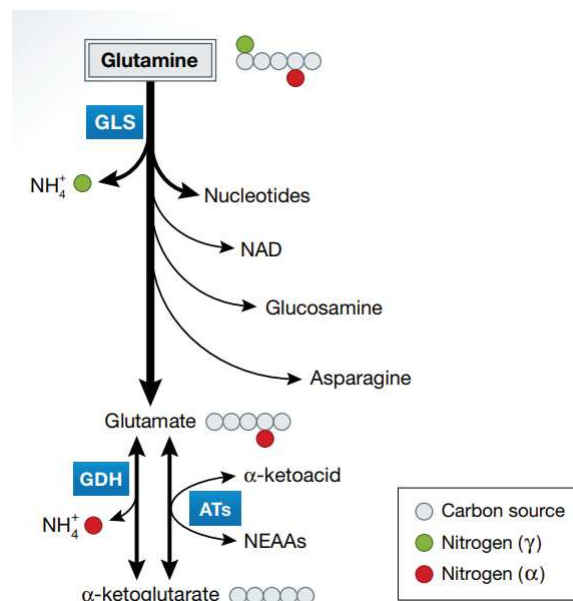 Glutamine
GLS
NH4+
Nucleotides
NAD
Glucosamine
Asparagine
Glutamate
GDH
α-ketoacid
ATs
NH4+
NEAAs
α-ketoglutarate
Carbon source
Nitrogen (γ)
Nitrogen (α)